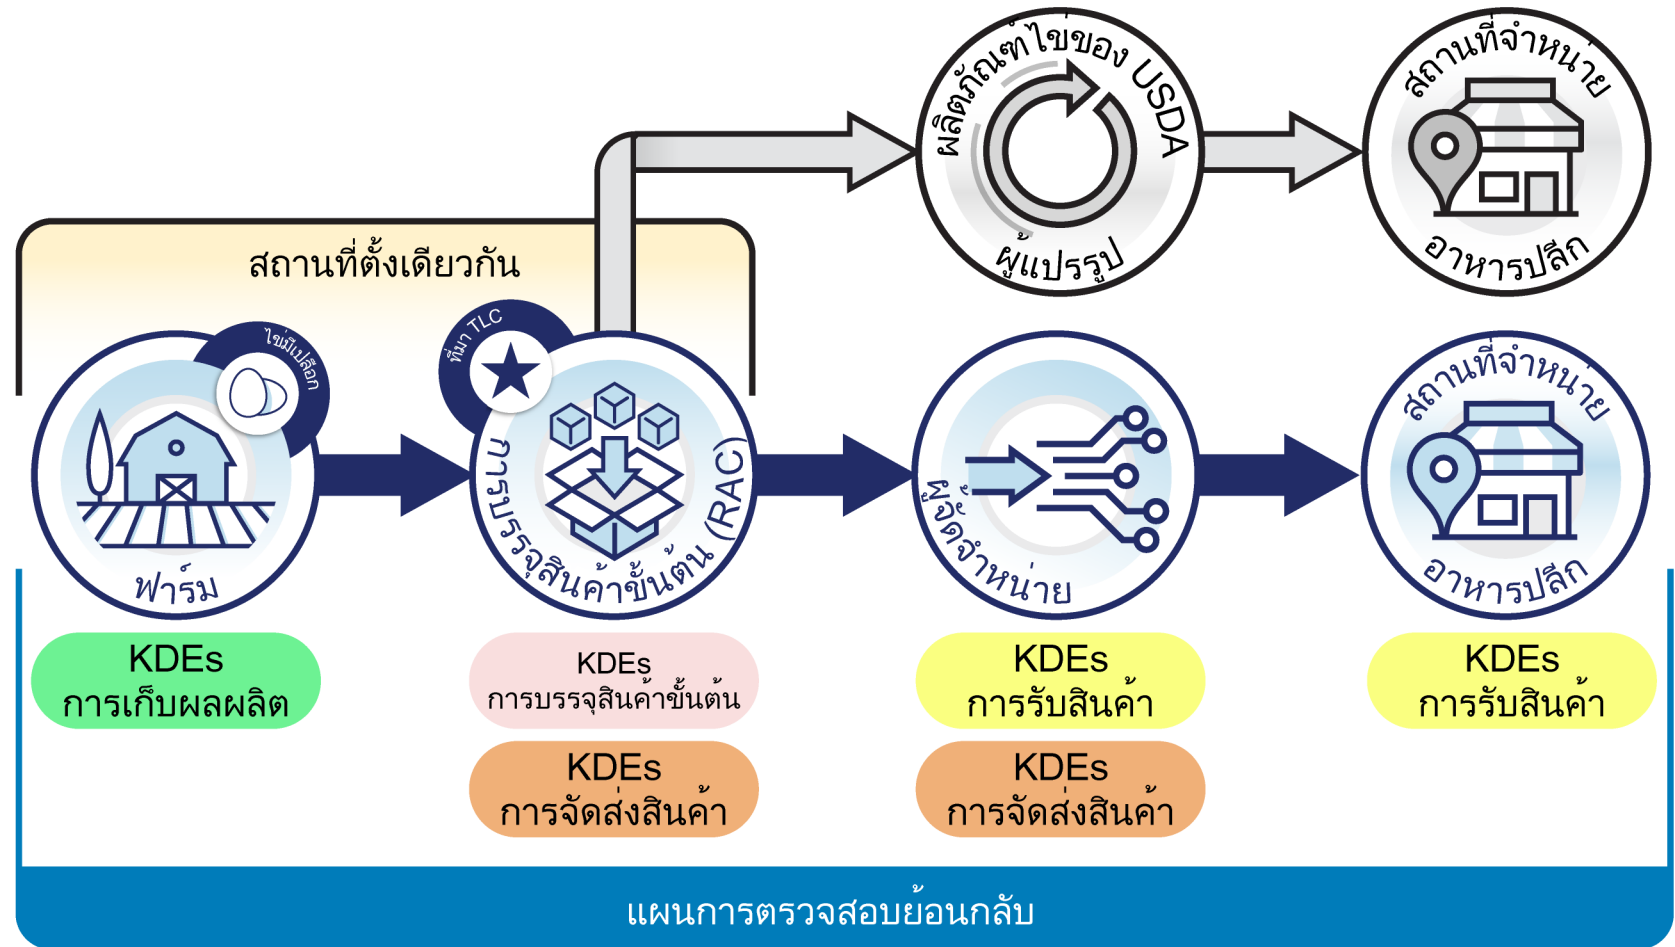 ผลิตภัณฑ์ไข่ของ USDA
ผู้แปรรูป
สถานที่จำหน่าย
อาหารปลีก
สถานที่ตั้งเดียวกัน
ไข่มีเปลือก
ฟาร์ม
ที่มา TLC
การบรรจุสินค้าขั้นต้น (RAC)
ผู้จัดจำหน่าย
สถานที่จำหน่าย
อาหารปลีก
KDEs
การเก็บผลผลิต
KDEs
การบรรจุสินค้าขั้นต้น
KDEs
การรับสินค้า
KDEs
การรับสินค้า
KDEs
การจัดส่งสินค้า
KDEs
การจัดส่งสินค้า
แผนการตรวจสอบย้อนกลับ